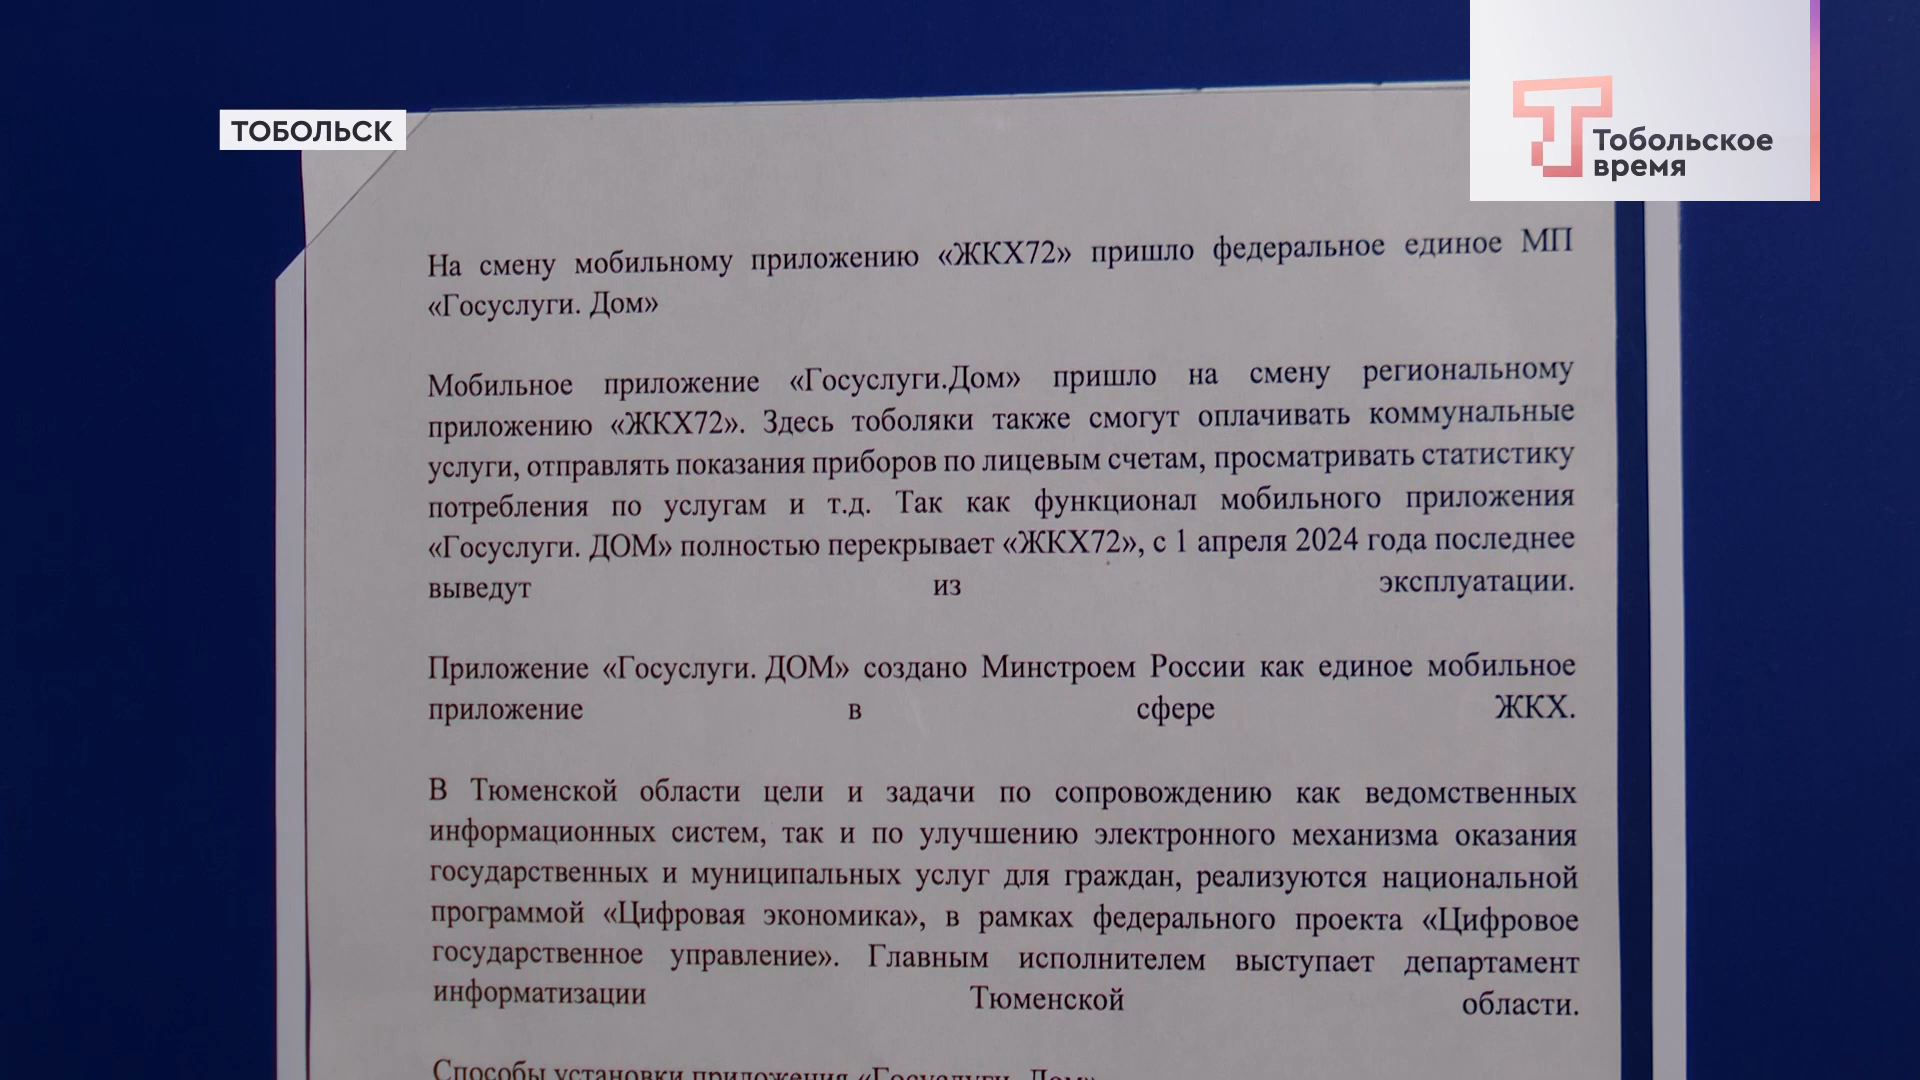 ТОБОЛЬСК
Тобольское
время
На смену мобильному приложению «ЖКХ72» пришло федеральное единое МП
«Госуслуги. Дом»
Мобильное приложение «Госуслуги.Дом» пришло на смену региональному
приложению «ЖКХ72». Здесь тоболяки также смогут оплачивать коммунальные
услуги, отправлять показания приборов по лицевым счетам, просматривать статистику
потребления по услугам и т.д. Так как функционал мобильного приложения
«Госуслуги. ДОМ» полностью перекрывает «ЖКХ72», с 1 апреля 2024 года последнее
выведут из эксплуатации.
Приложение «Госуслуги. ДОМ» создано Минстроем России как единое мобильное
приложение в сфере ЖКХ.
В Тюменской области цели и задачи по сопровождению как ведомственных
информационных систем, так и по улучшению электронного механизма оказания
государственных и муниципальных услуг для граждан, реализуются национальной
программой «Цифровая экономика», в рамках федерального проекта «Цифровое
государственное управление». Главным исполнителем выступает департамент
информатизации Тюменской области.
Способы установки приложения «Госуслуги. Дом»